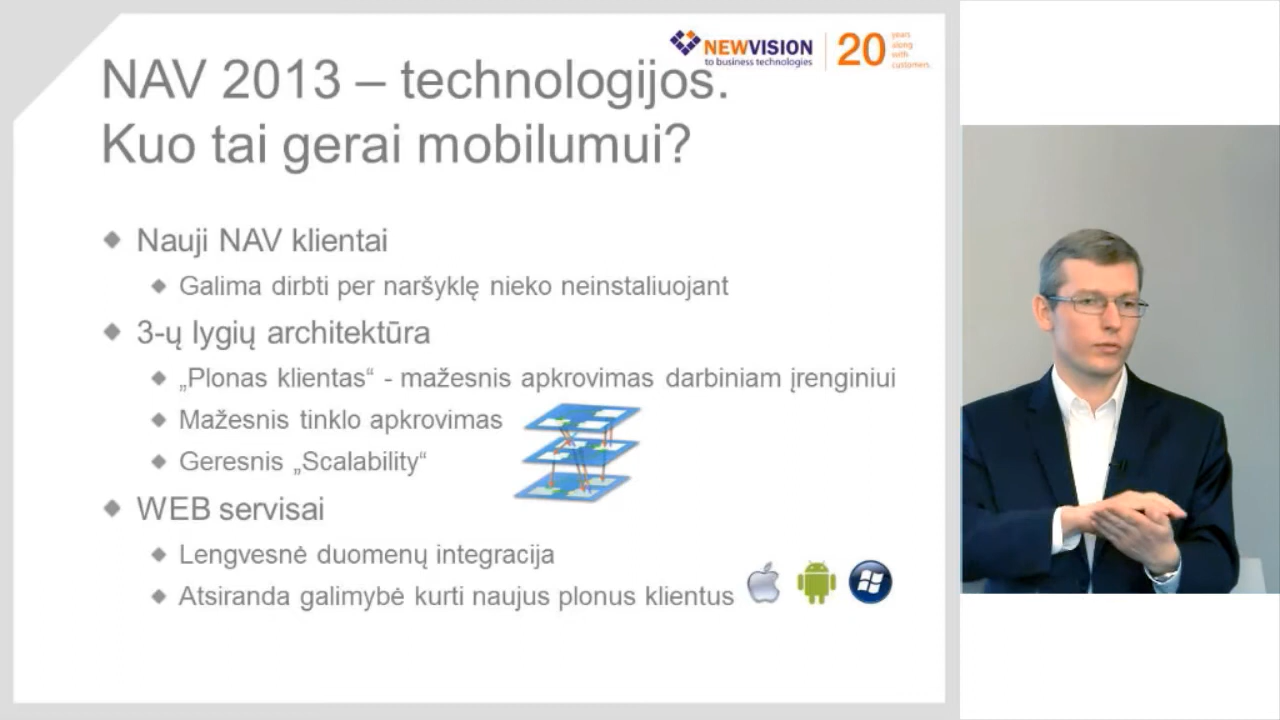 NEWVISION
to business technologies
20
years
along
with
customers.
NAV 2013 – technologijos.
Kuo tai gerai mobilumui?
Nauji NAV klientai
Galima dirbti per naršyklę nieko neinstaliuojant
3-ų lygių architektūra
„Plonas klientas“ - mažesnis apkrovimas darbiniam įrenginiui
Mažesnis tinklo apkrovimas
Geresnis „Scalability“
WEB servisai
Lengvesnė duomenų integracija
Atsiranda galimybė kurti naujus plonus klientus